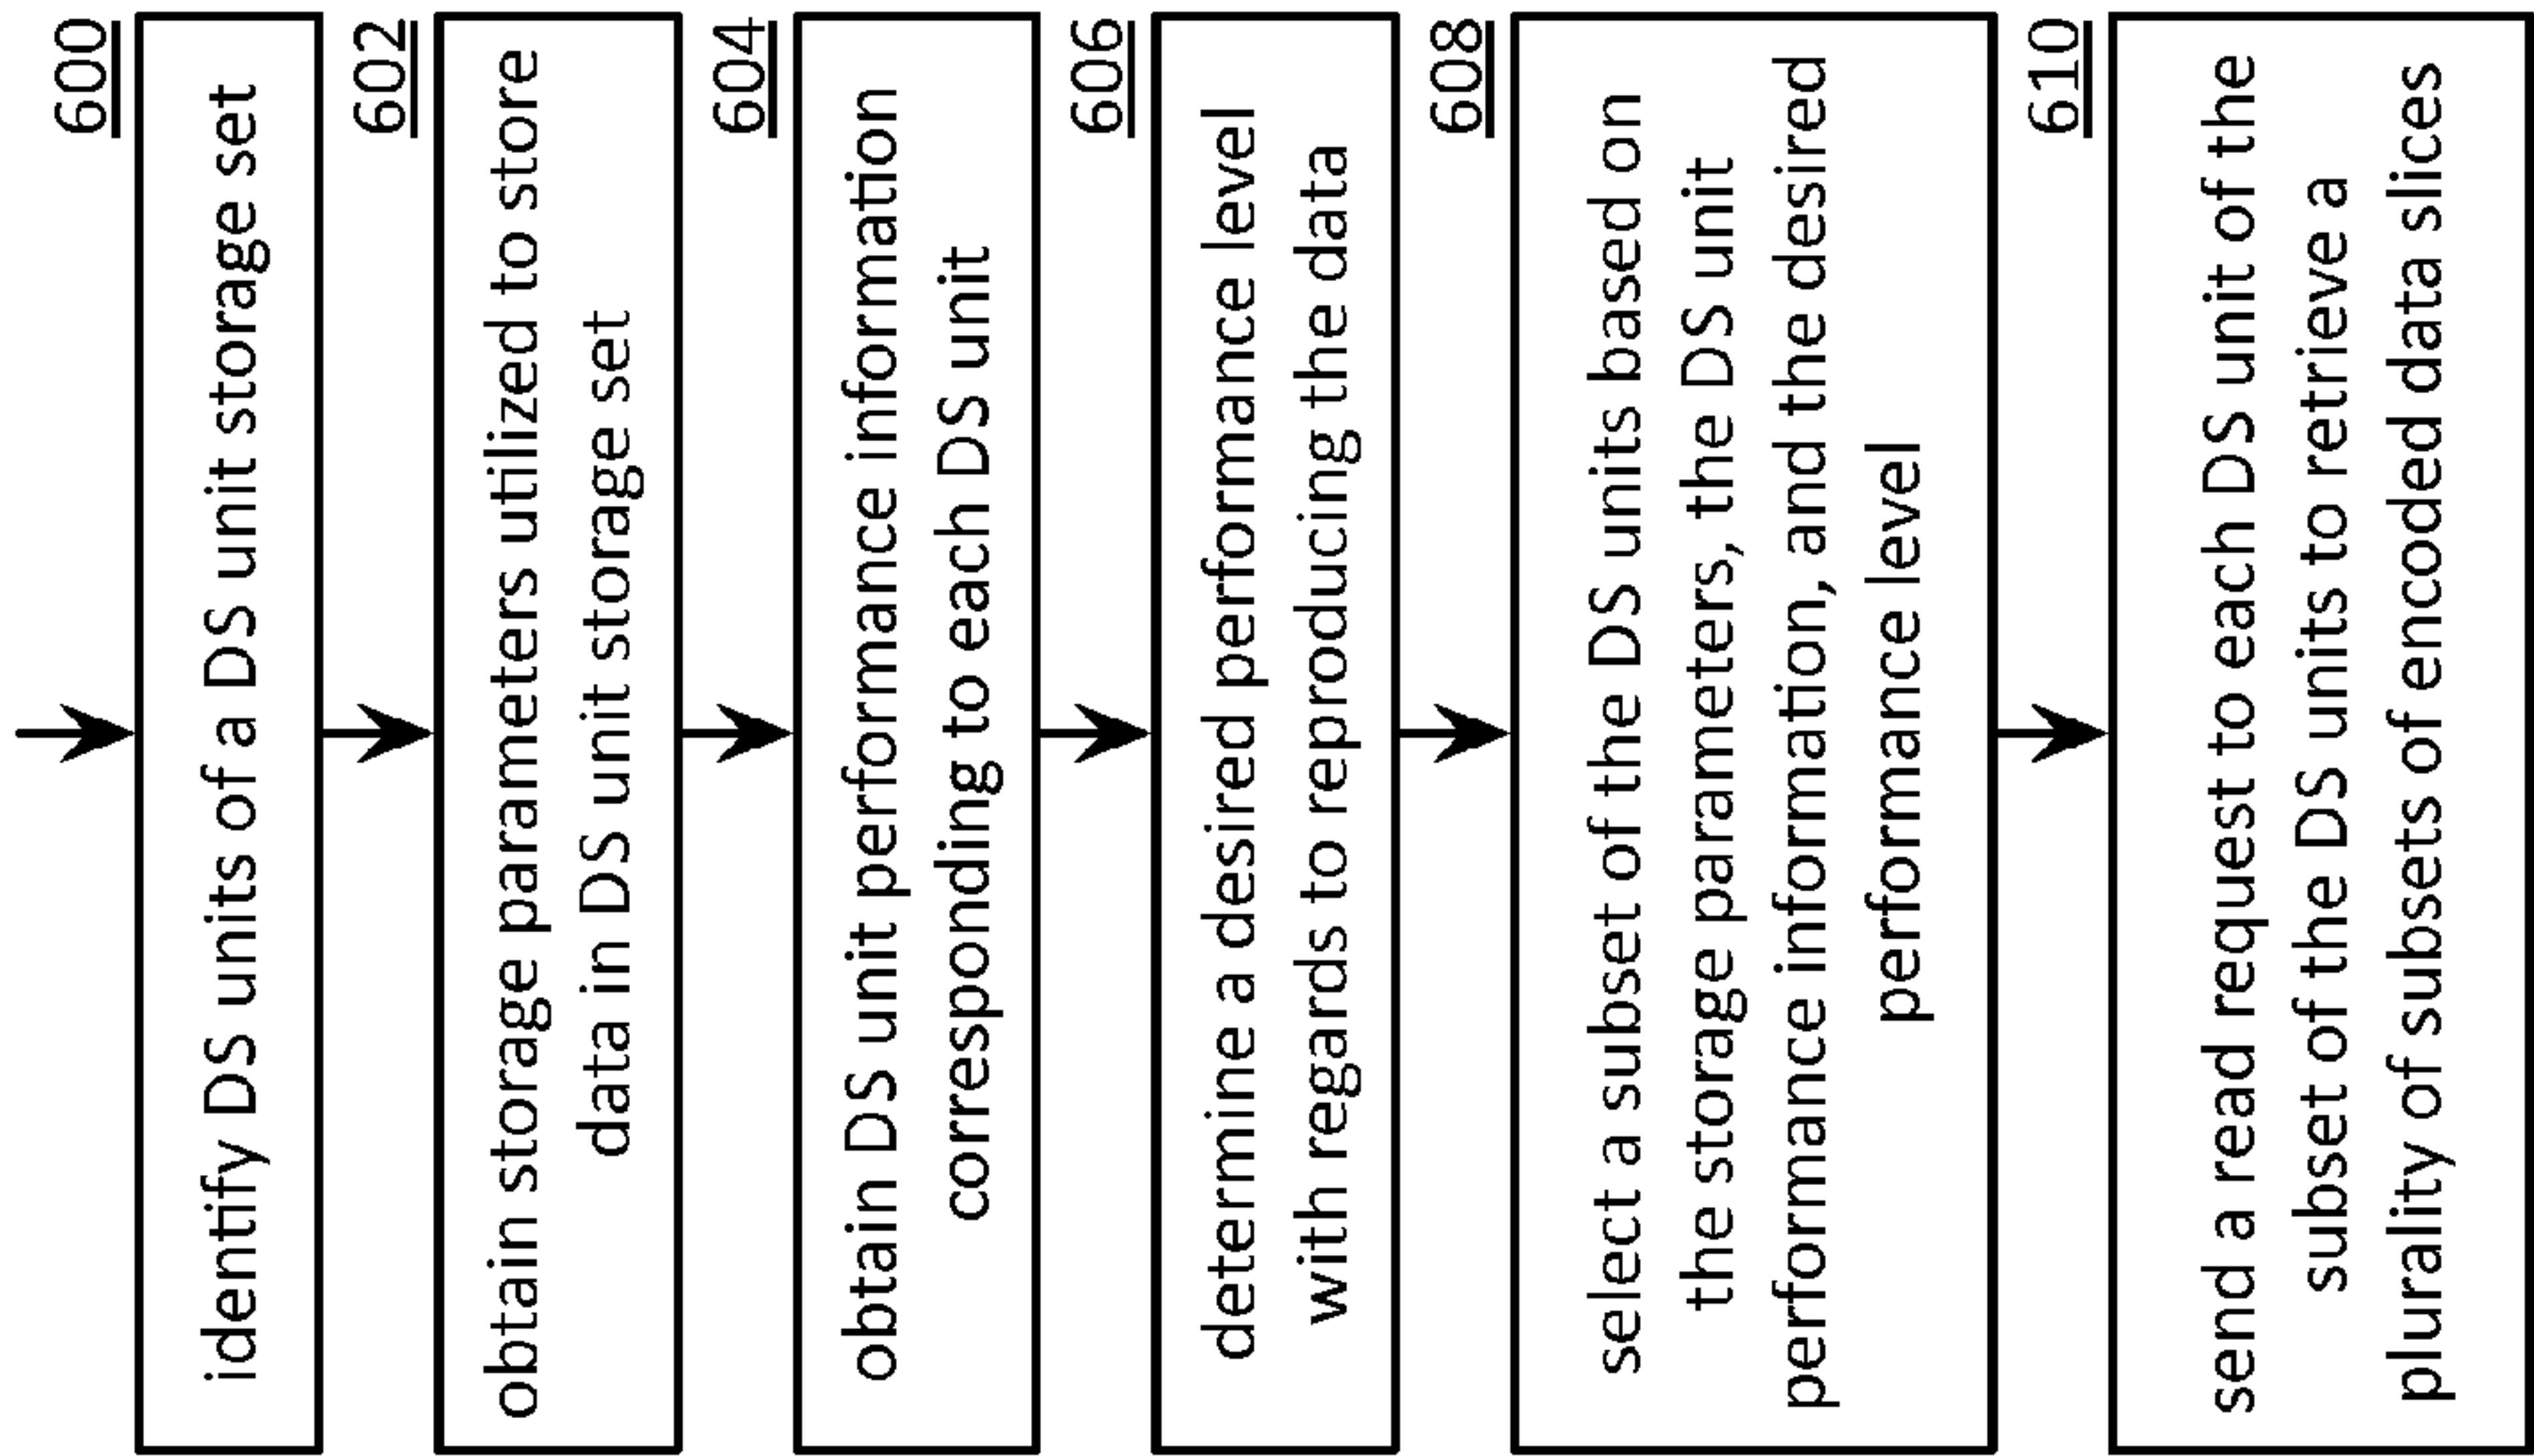 600
identify DS units of a DS unit storage set
602
obtain storage parameters utilized to store
data in DS unit storage set
604
obtain DS unit performance information
corresponding to each DS unit
606
determine a desired performance level
with regards to reproducing the data
608
select a subset of the DS units based on
the storage parameters, the DS unit
performance information, and the desired
performance level
610
send a read request to each DS unit of the
subset of the DS units to retrieve a
plurality of subsets of encoded data slices